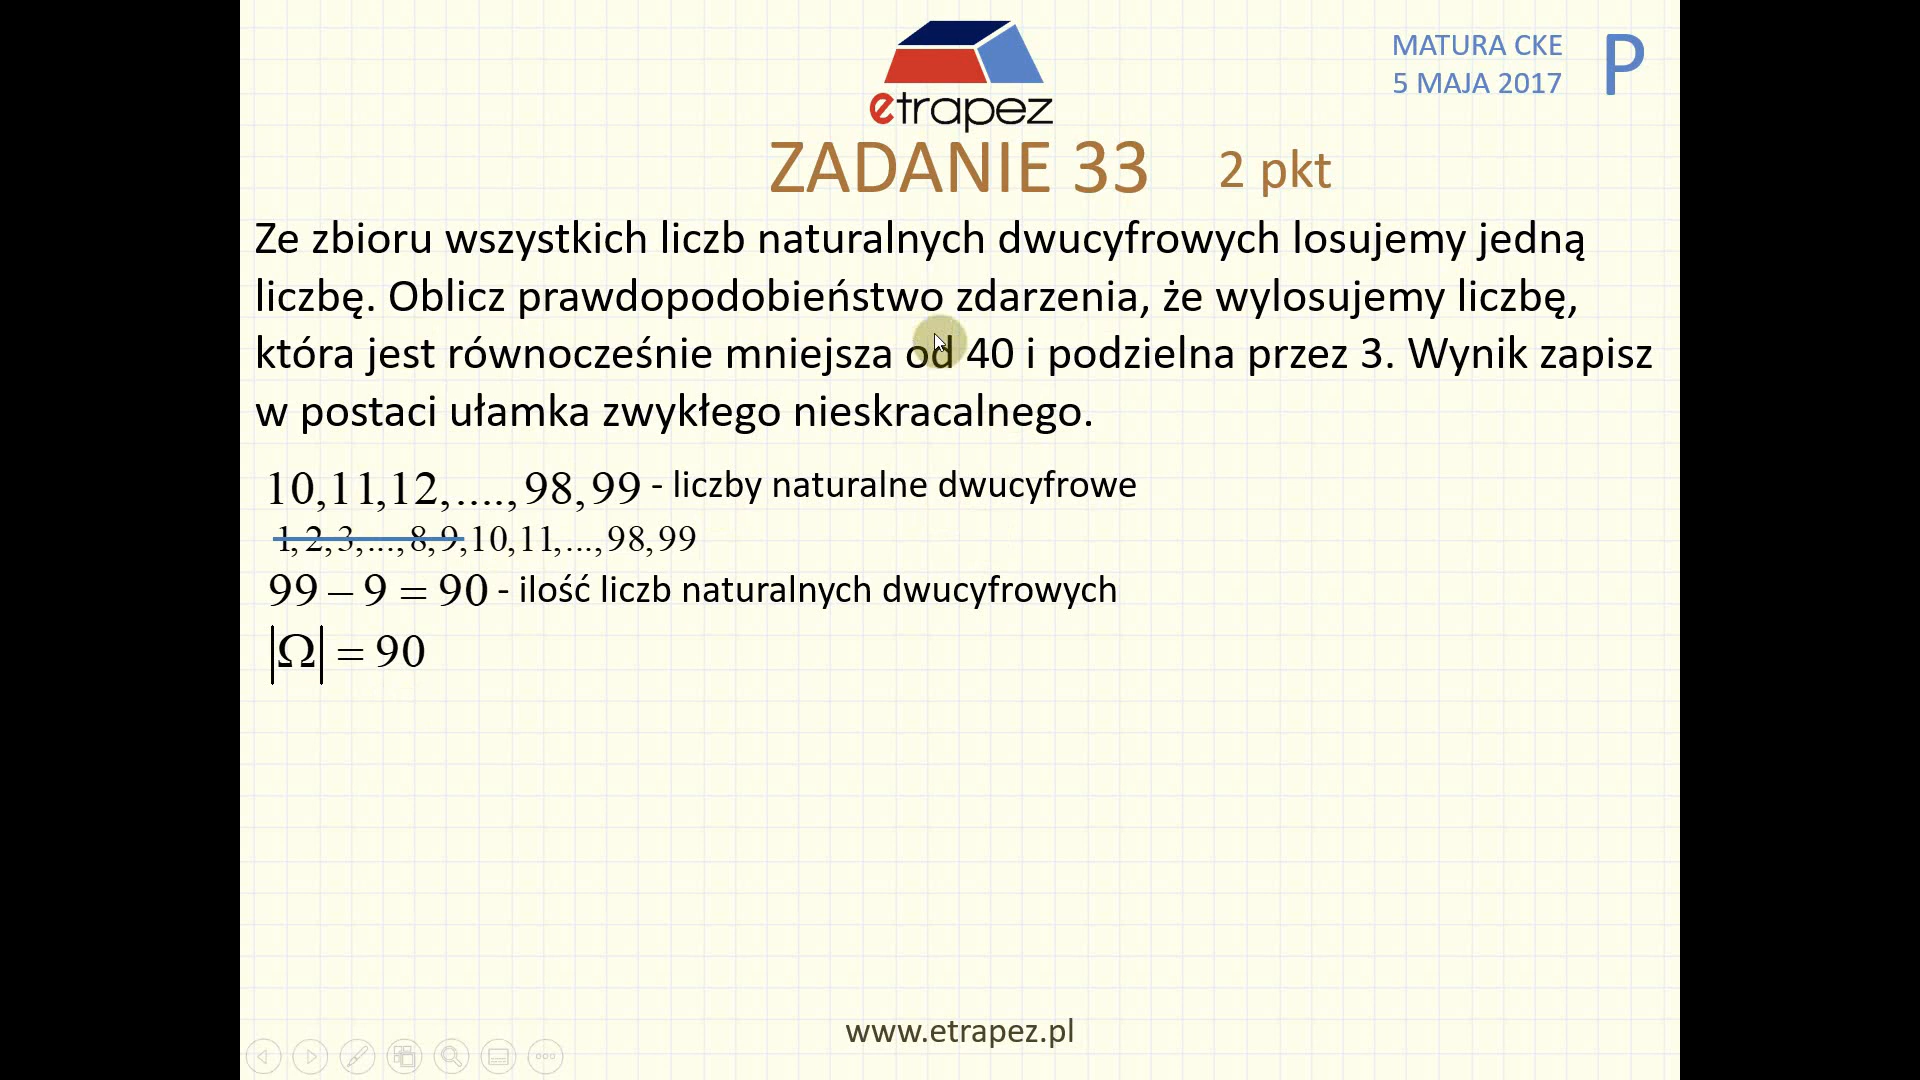 etrapez
MATURA CKE
5 MAJA 2017
P
ZADANIE 33 2 pkt
Ze zbioru wszystkich liczb naturalnych dwucyfrowych losujemy jedną
liczbę. Oblicz prawdopodobieństwo zdarzenia, że wylosujemy liczbę,
która jest równocześnie mniejsza od 40 i podzielna przez 3. Wynik zapisz
w postaci ułamka zwykłego nieskracalnego.
10,11,12,....,98,99 - liczby naturalne dwucyfrowe
1,2,3,...,8,9,10,11,...,98,99
99 – 9 = 90 - ilość liczb naturalnych dwucyfrowych
|Ω| = 90
www.etrapez.pl